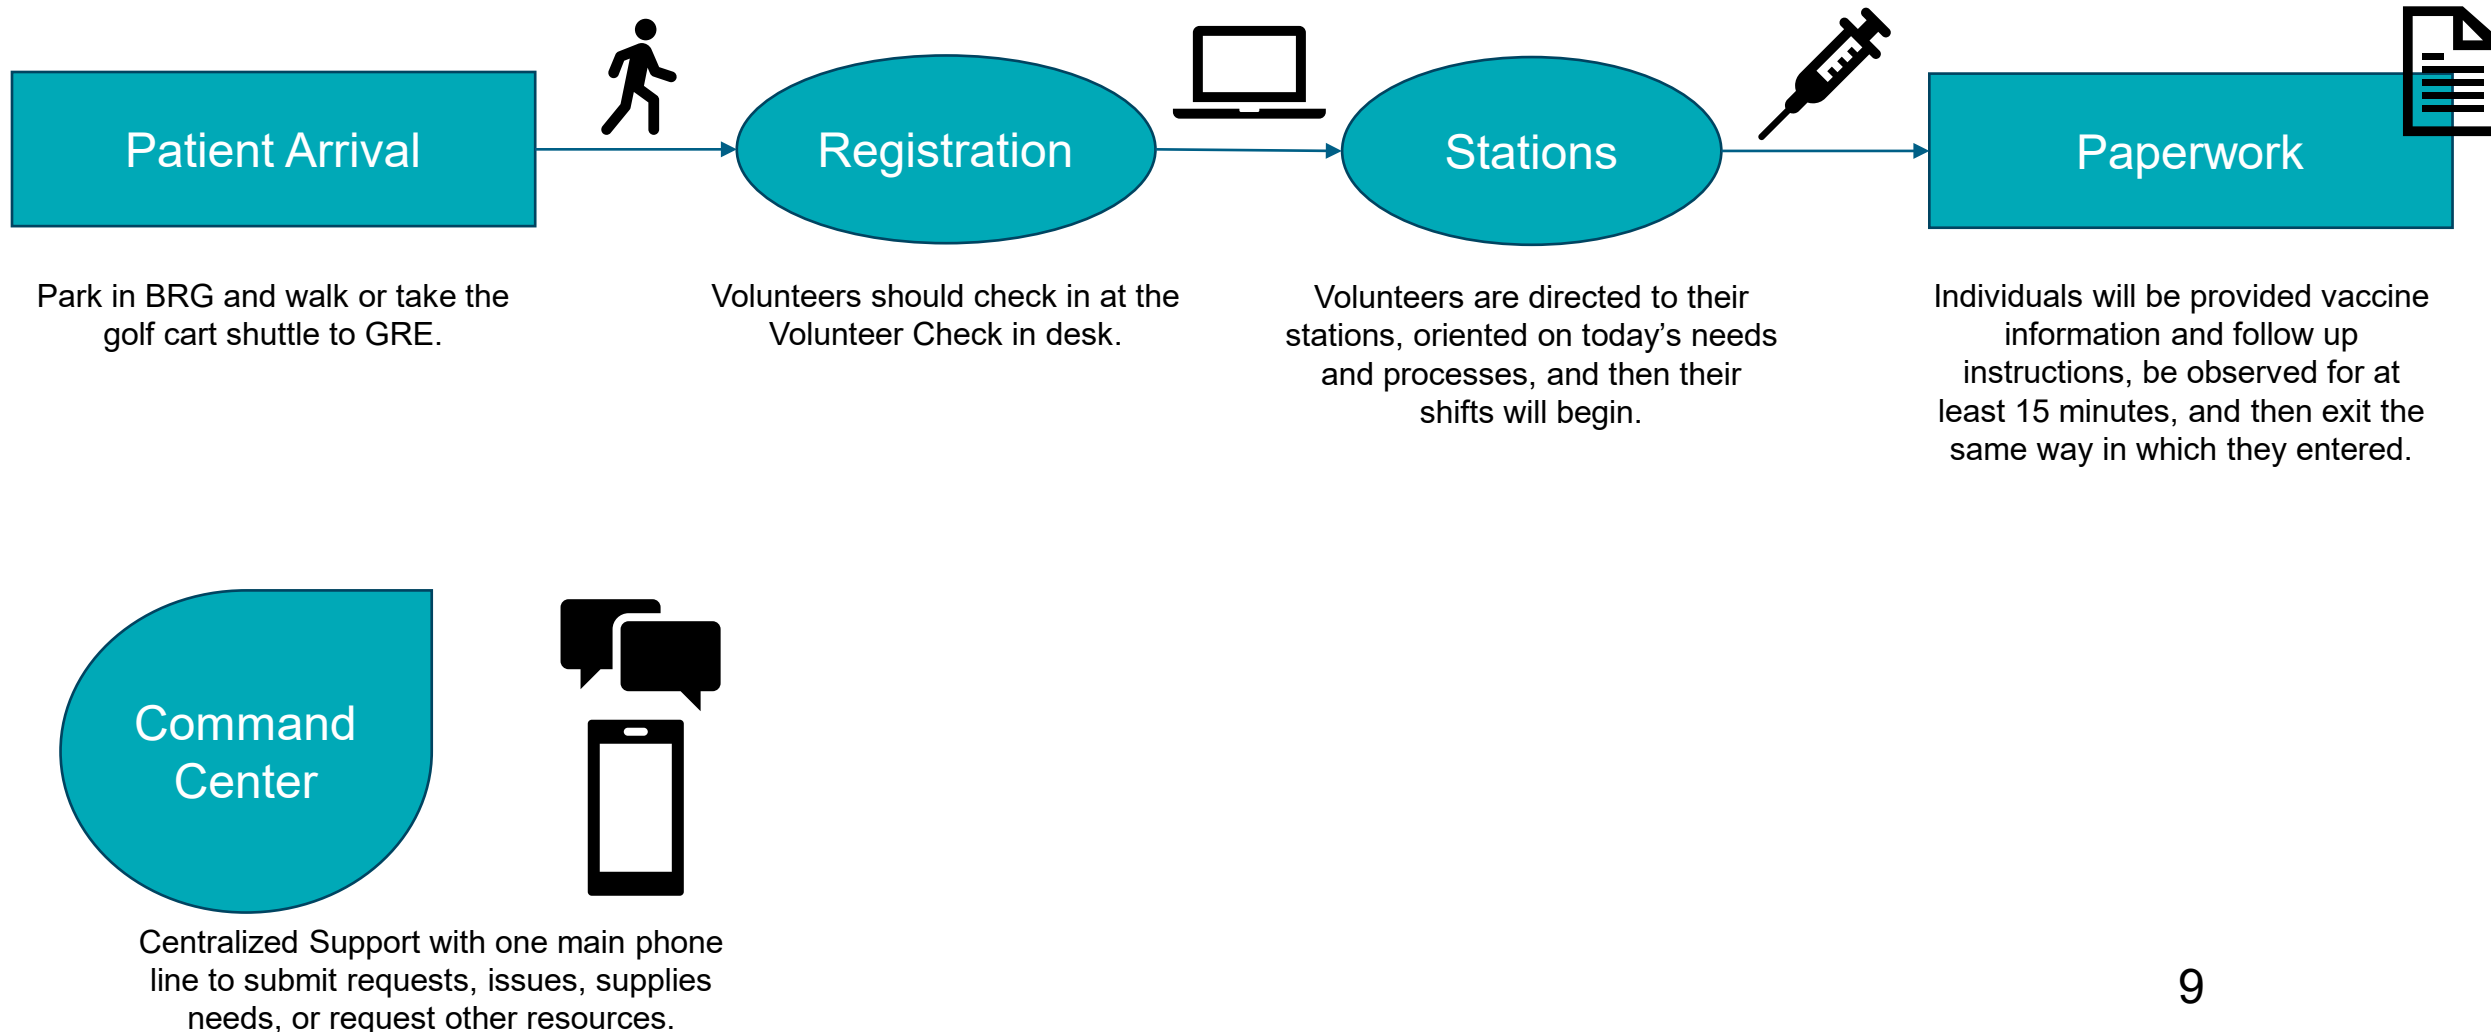 Patient Arrival
Registration
Stations
Paperwork
Park in BRG and walk or take the
golf cart shuttle to GRE.
Volunteers should check in at the
Volunteer Check in desk.
Volunteers are directed to their
stations, oriented on today's needs
and processes, and then their
shifts will begin.
Individuals will be provided vaccine
information and follow up
instructions, be observed for at
least 15 minutes, and then exit the
same way in which they entered.
Command
Center
Centralized Support with one main phone
line to submit requests, issues, supplies
needs, or request other resources.
9